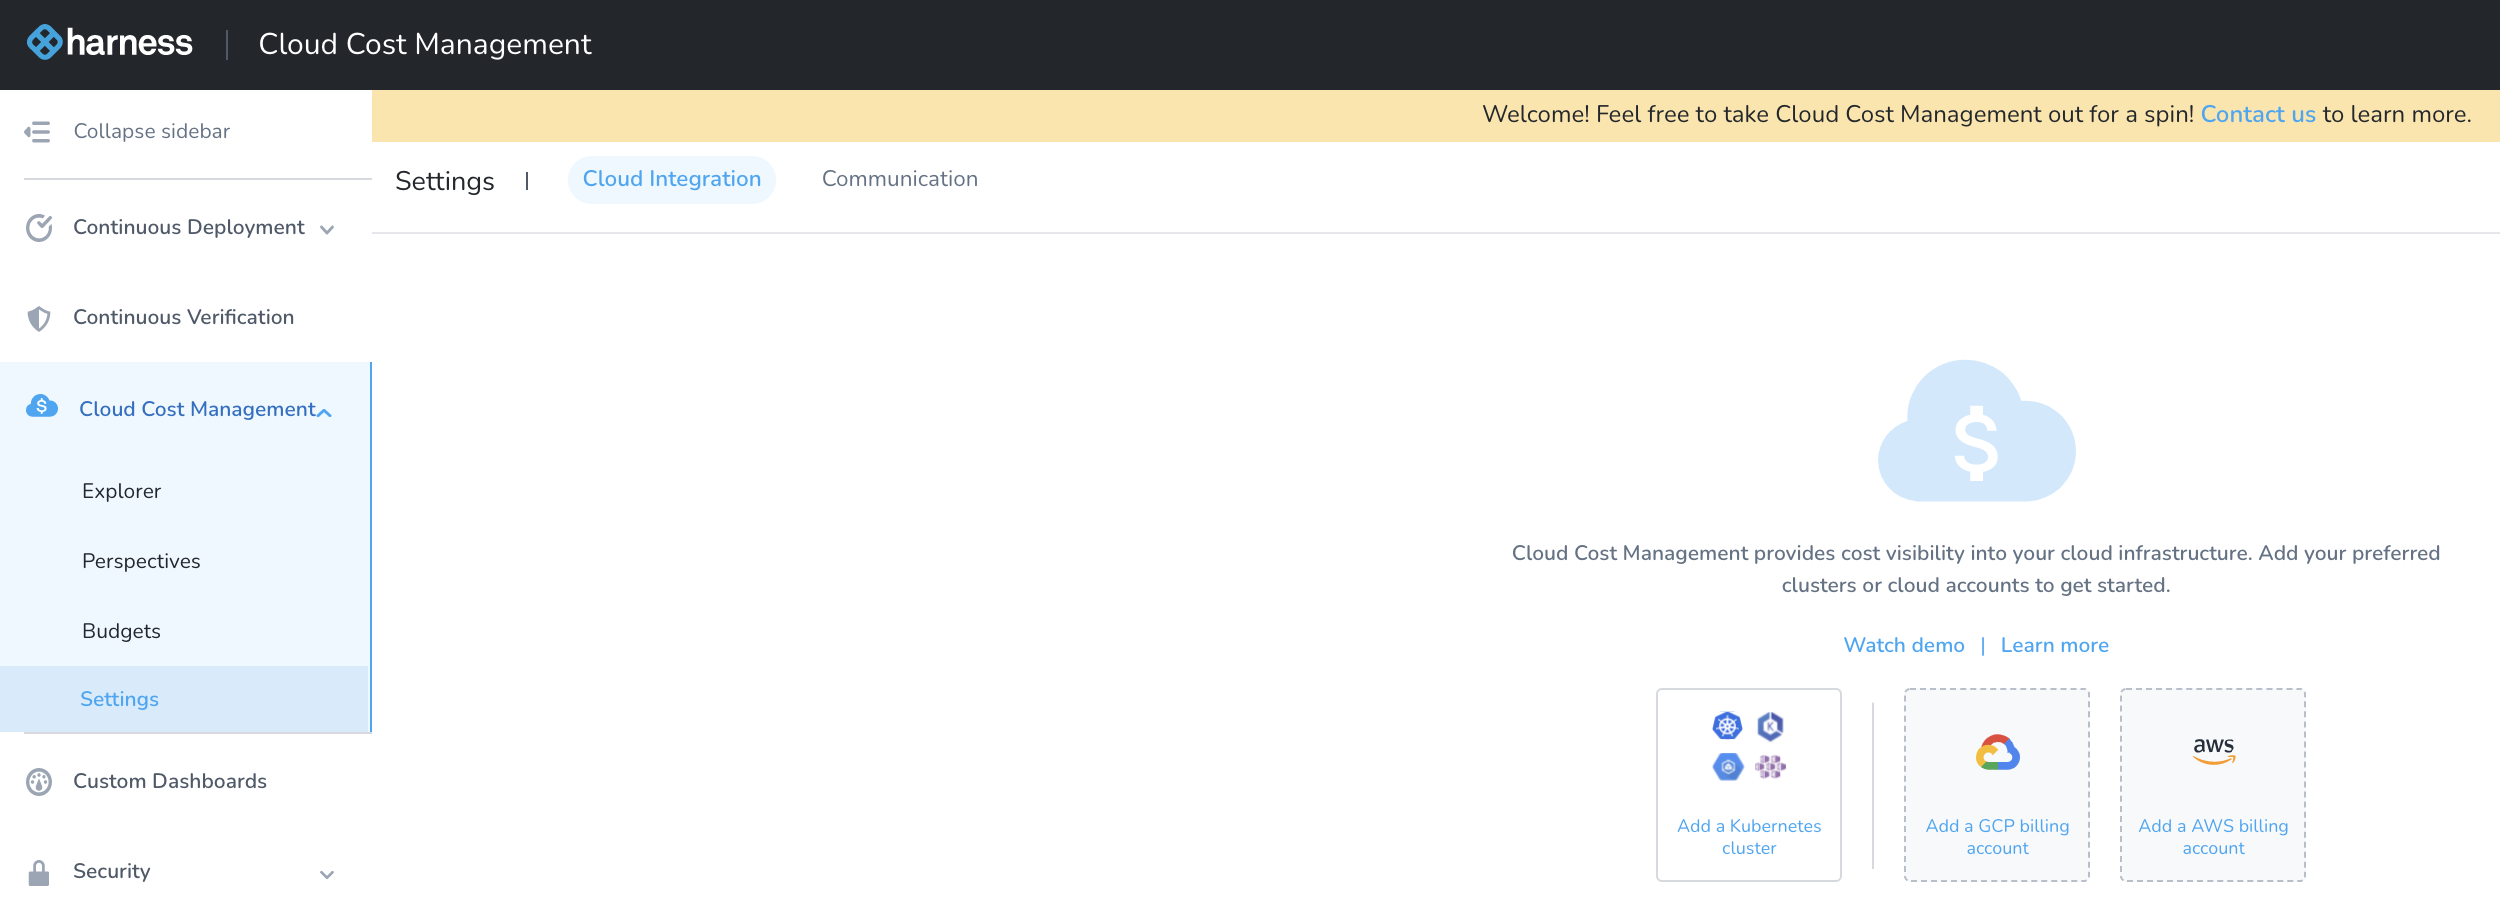 harness
Cloud Cost Management
Welcome! Feel free to take Cloud Cost Management out for a spin! Contact us to learn more.
Collapse sidebar
Continuous Deployment
Continuous Verification
Cloud Cost Management
Explorer
Perspectives
Budgets
Settings
Custom Dashboards
Security
Settings | Cloud Integration Communication
$
Cloud Cost Management provides cost visibility into your cloud infrastructure. Add your preferred
clusters or cloud accounts to get started.
Watch demo | Learn more
Add a Kubernetes
cluster
Add a GCP billing
account
aws
Add a AWS billing
account